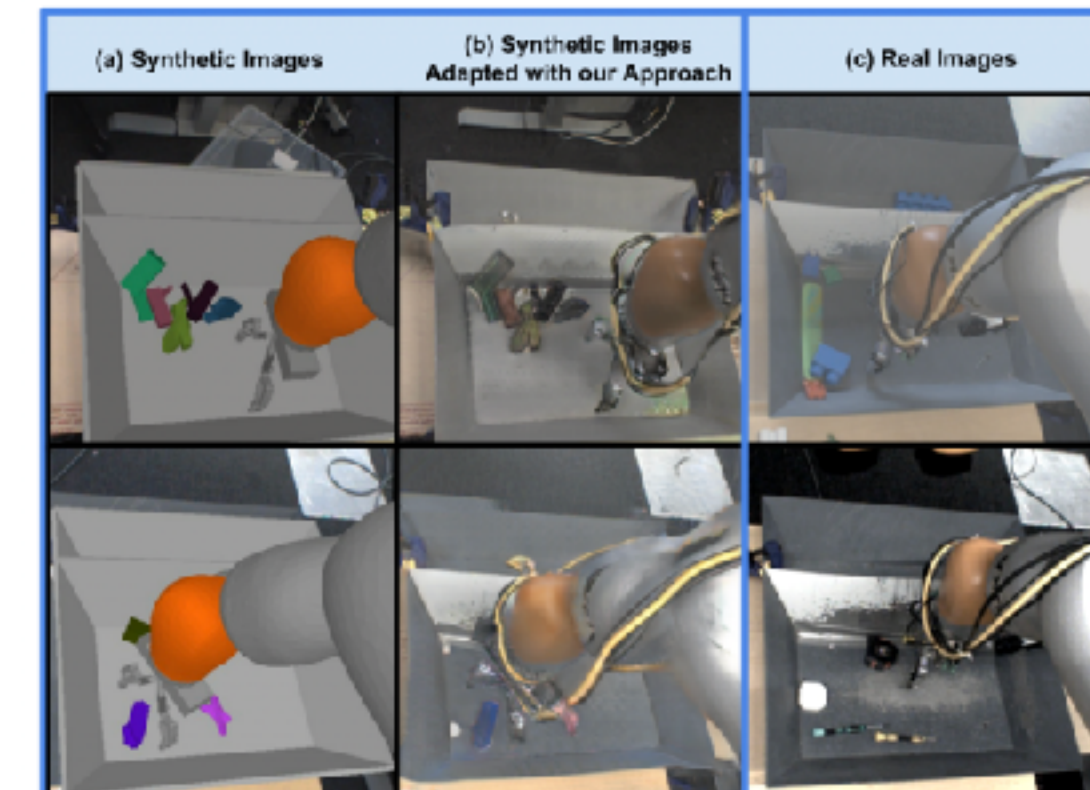 (a) Synthetic Images
(b) Synthetic Images
Adapted with our Approach
(c) Real Images